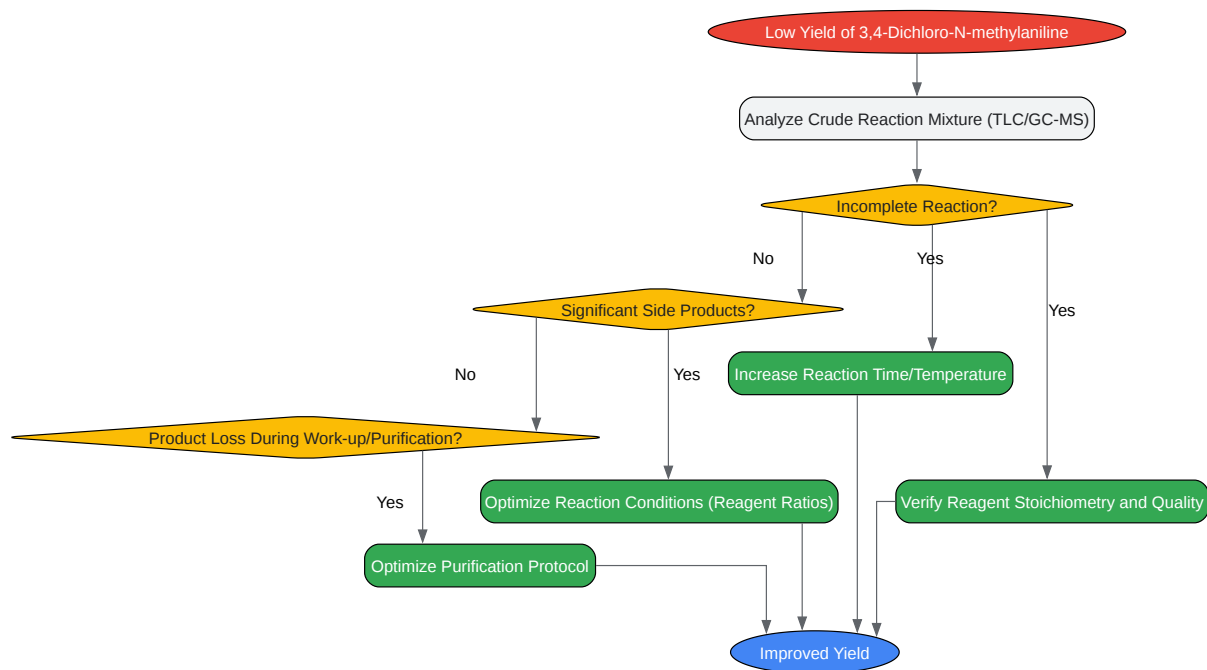 Low Yield of 3,4-Dichloro-N-methylaniline
Analyze Crude Reaction Mixture (TLC/GC-MS)
Incomplete Reaction?
No
Yes
Significant Side Products?
Yes
Increase Reaction Time/Temperature
No
Yes
Product Loss During Work-up/Purification?
Yes
Optimize Reaction Conditions (Reagent Ratios)
Verify Reagent Stoichiometry and Quality
Optimize Purification Protocol
Improved Yield